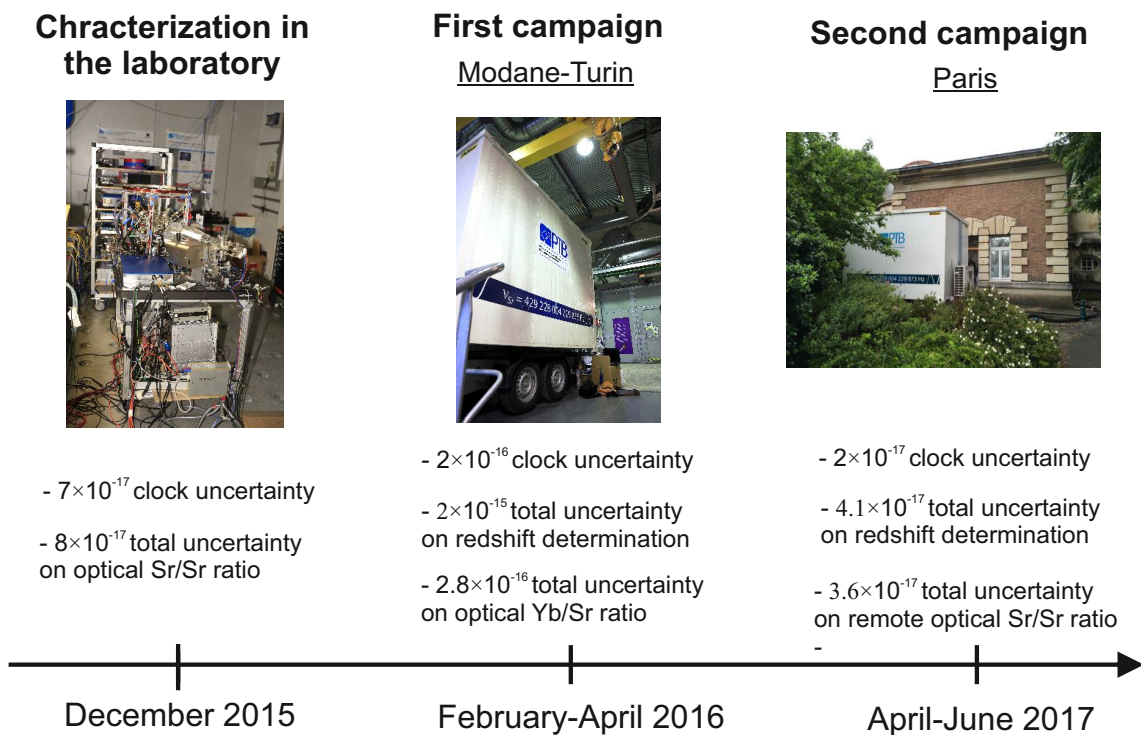 Chracterization in
the laboratory
First campaign
Modane-Turin
Second campaign
Paris
PTB
- 7×10⁻¹⁷ clock uncertainty
- 8×10⁻¹⁷ total uncertainty
on optical Sr/Sr ratio
- 2×10⁻¹⁶ clock uncertainty
- 2×10⁻¹⁵ total uncertainty
on redshift determination
- 2.8×10⁻¹⁶ total uncertainty
on optical Yb/Sr ratio
PTB
- 2×10⁻¹⁷ clock uncertainty
- 4.1×10⁻¹⁷ total uncertainty
on redshift determination
- 3.6×10⁻¹⁷ total uncertainty
on remote optical Sr/Sr ratio
-
December 2015
February-April 2016
April-June 2017